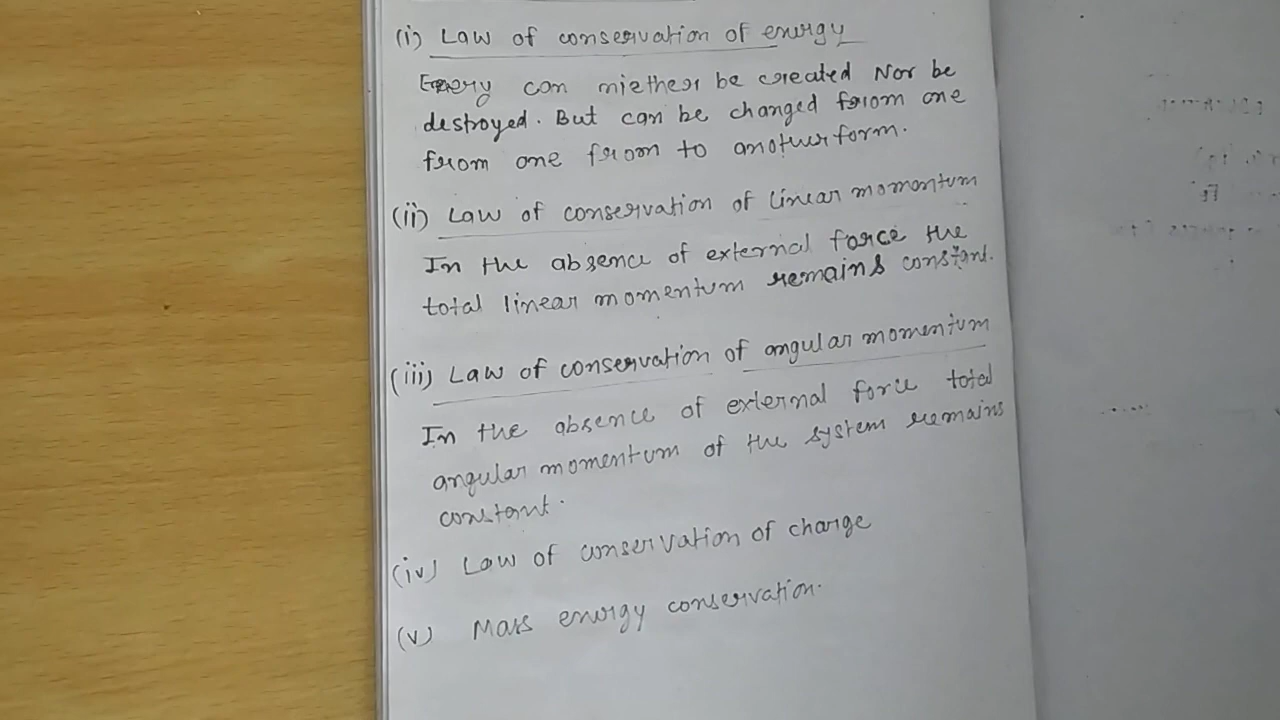 (i) Law of conservation of energy
Enery can niether be created Nor be
destroyed. But can be changed from one
from one from to another form.
(ii) Law of conservation of linear momentum
In the absence of external force the
total linear momentum remains constant.
(iii) Law of conservation of angular momentum
In the absence of external force total
angular momentum of the system remains
constant.
(iv) Law of conservation of charge
(v) Mass energy conservation.